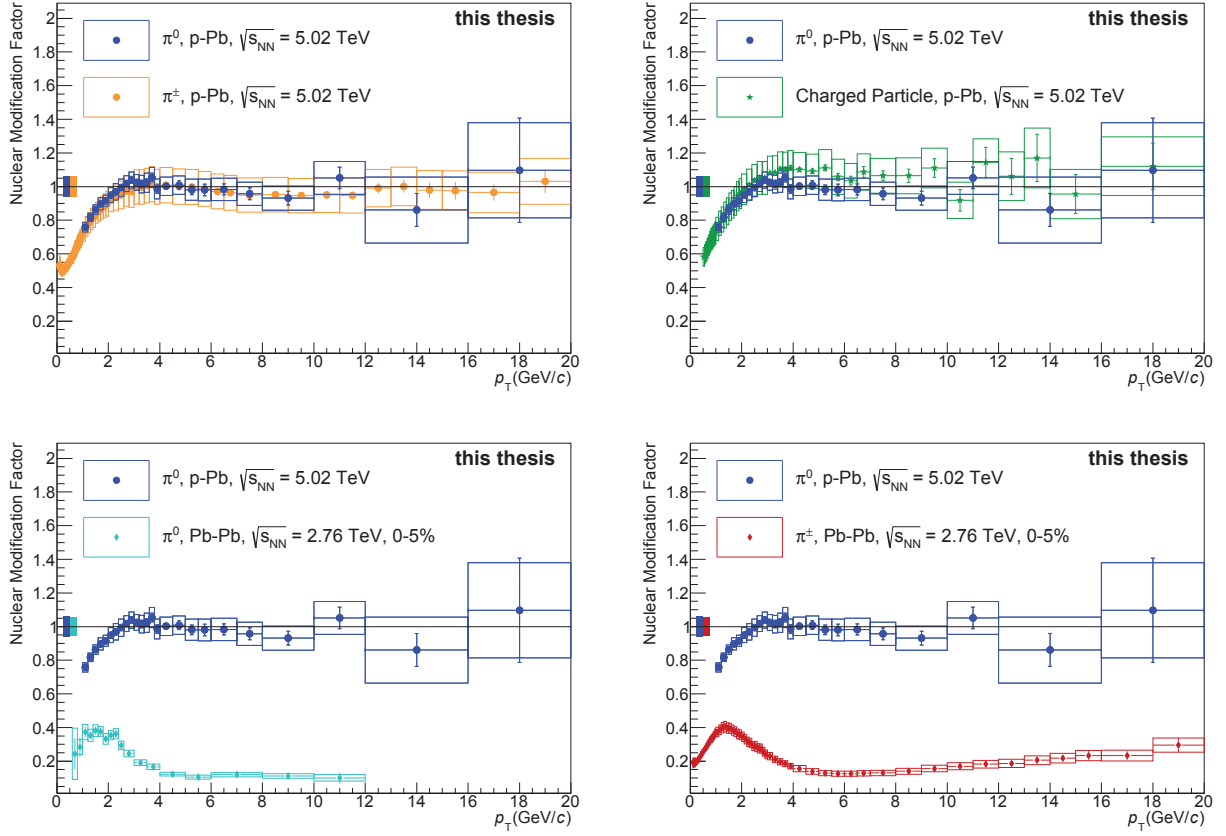 this thesis
π⁰, p-Pb, √s_NN = 5.02 TeV
π±, p-Pb, √s_NN = 5.02 TeV
Nuclear Modification Factor
2
1.8
1.6
1.4
1.2
1
0.8
0.6
0.4
0.2
0 2 4 6 8 10 12 14 16 18 20
p_T(GeV/c)
this thesis
π⁰, p-Pb, √s_NN = 5.02 TeV
Charged Particle, p-Pb, √s_NN = 5.02 TeV
Nuclear Modification Factor
2
1.8
1.6
1.4
1.2
1
0.8
0.6
0.4
0.2
0 2 4 6 8 10 12 14 16 18 20
p_T(GeV/c)
this thesis
π⁰, p-Pb, √s_NN = 5.02 TeV
π⁰, Pb-Pb, √s_NN = 2.76 TeV, 0-5%
Nuclear Modification Factor
2
1.8
1.6
1.4
1.2
1
0.8
0.6
0.4
0.2
0 2 4 6 8 10 12 14 16 18 20
p_T(GeV/c)
this thesis
π⁰, p-Pb, √s_NN = 5.02 TeV
π±, Pb-Pb, √s_NN = 2.76 TeV, 0-5%
Nuclear Modification Factor
2
1.8
1.6
1.4
1.2
1
0.8
0.6
0.4
0.2
0 2 4 6 8 10 12 14 16 18 20
p_T(GeV/c)